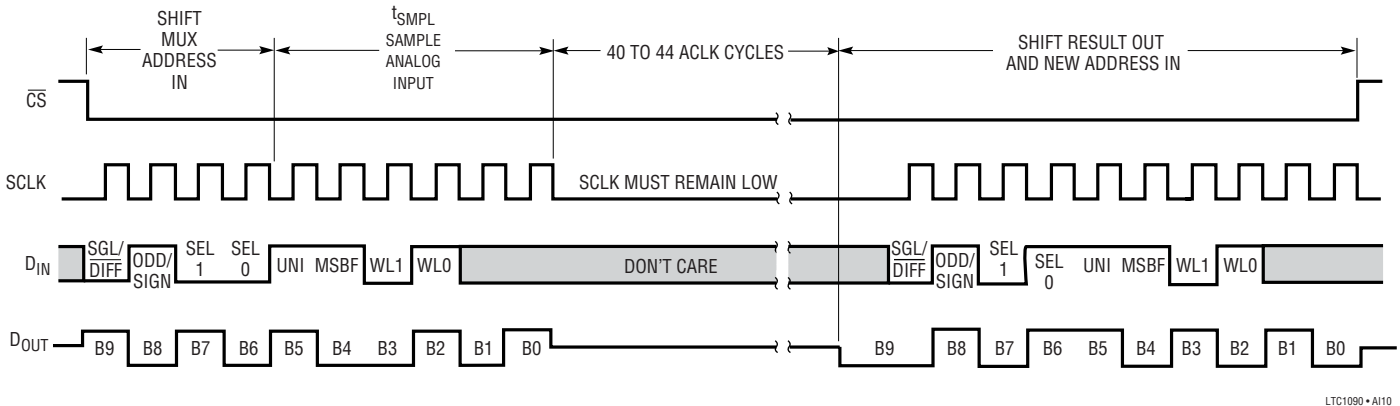 SHIFT
MUX
ADDRESS
IN
tSMPL
SAMPLE
ANALOG
INPUT
40 TO 44 ACLK CYCLES
SHIFT RESULT OUT
AND NEW ADDRESS IN
CS
SCLK
SCLK MUST REMAIN LOW
DIN
SGL/
DIFF
ODD/
SIGN
SEL
1
SEL
0
UNI
MSBF
WL1
WL0
DON'T CARE
SGL/
DIFF
ODD/
SIGN
SEL
1
SEL
0
UNI
MSBF
WL1
WL0
DOUT
B9
B8
B7
B6
B5
B4
B3
B2
B1
B0
B9
B8
B7
B6
B5
B4
B3
B2
B1
B0
LTC1090 • AI10